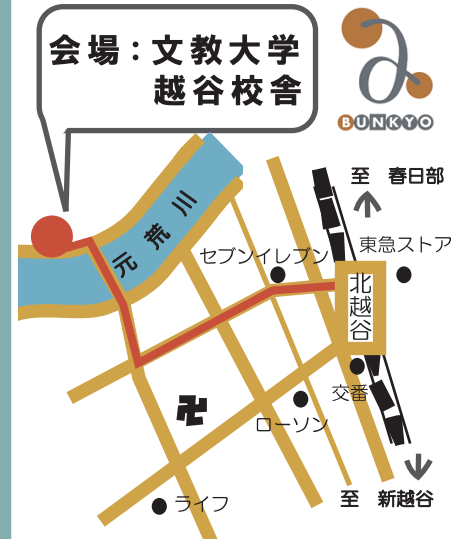 会場：文教大学
越谷校舎
BUNKYO
至 春日部
元荒川
セブンイレブン
東急ストア
北越谷
交番
卍
ローソン
ライフ
至 新越谷